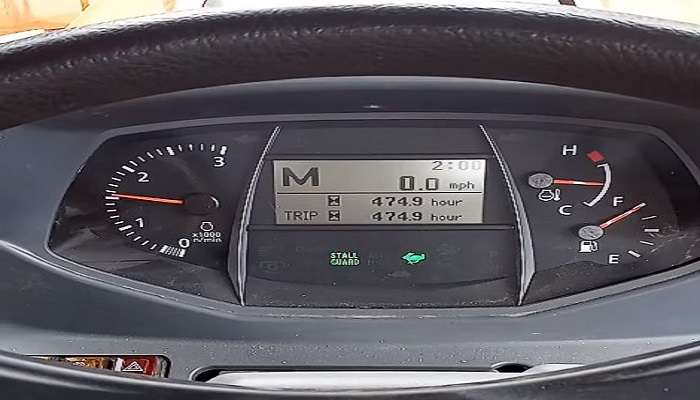 3
2
1
0
x1000
r/min
M
2:00
0.0 mph
474.9 hour
TRIP 474.9 hour
STALL
GUARD
H
C
F
E